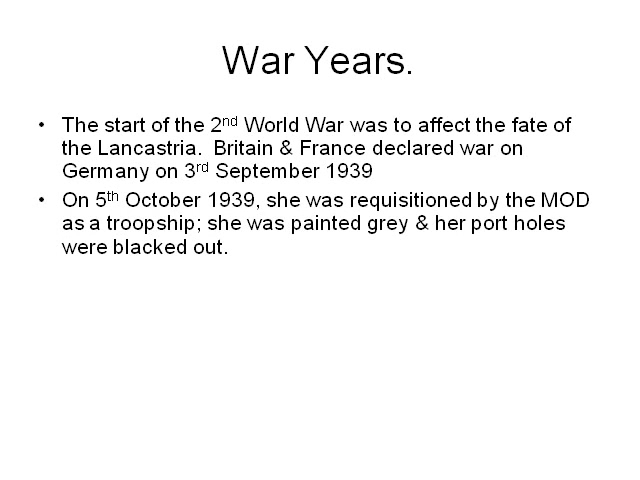 War Years.
• The start of the 2nd World War was to affect the fate of
the Lancastria.  Britain & France declared war on
Germany on 3rd September 1939
• On 5th October 1939, she was requisitioned by the MOD
as a troopship; she was painted grey & her port holes
were blacked out.